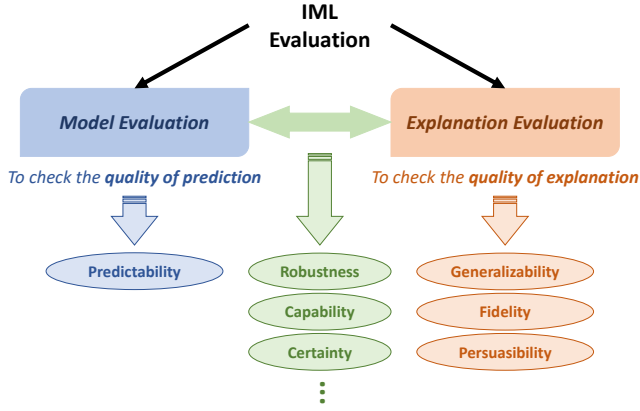 IML
Evaluation
Model Evaluation
Explanation Evaluation
To check the quality of prediction
To check the quality of explanation
Predictability
Robustness
Generalizability
Capability
Fidelity
Certainty
Persuasibility